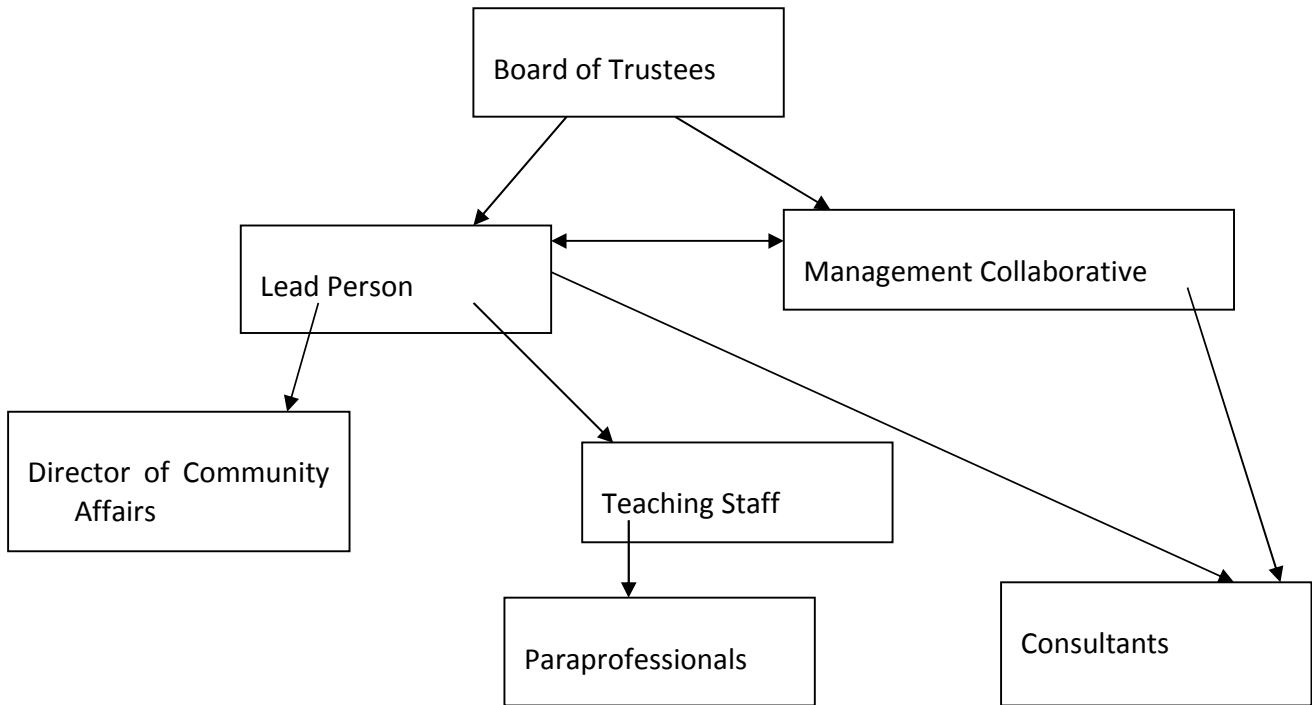 Board of Trustees
Lead Person
Management Collaborative
Director of Community
Affairs
Teaching Staff
Paraprofessionals
Consultants